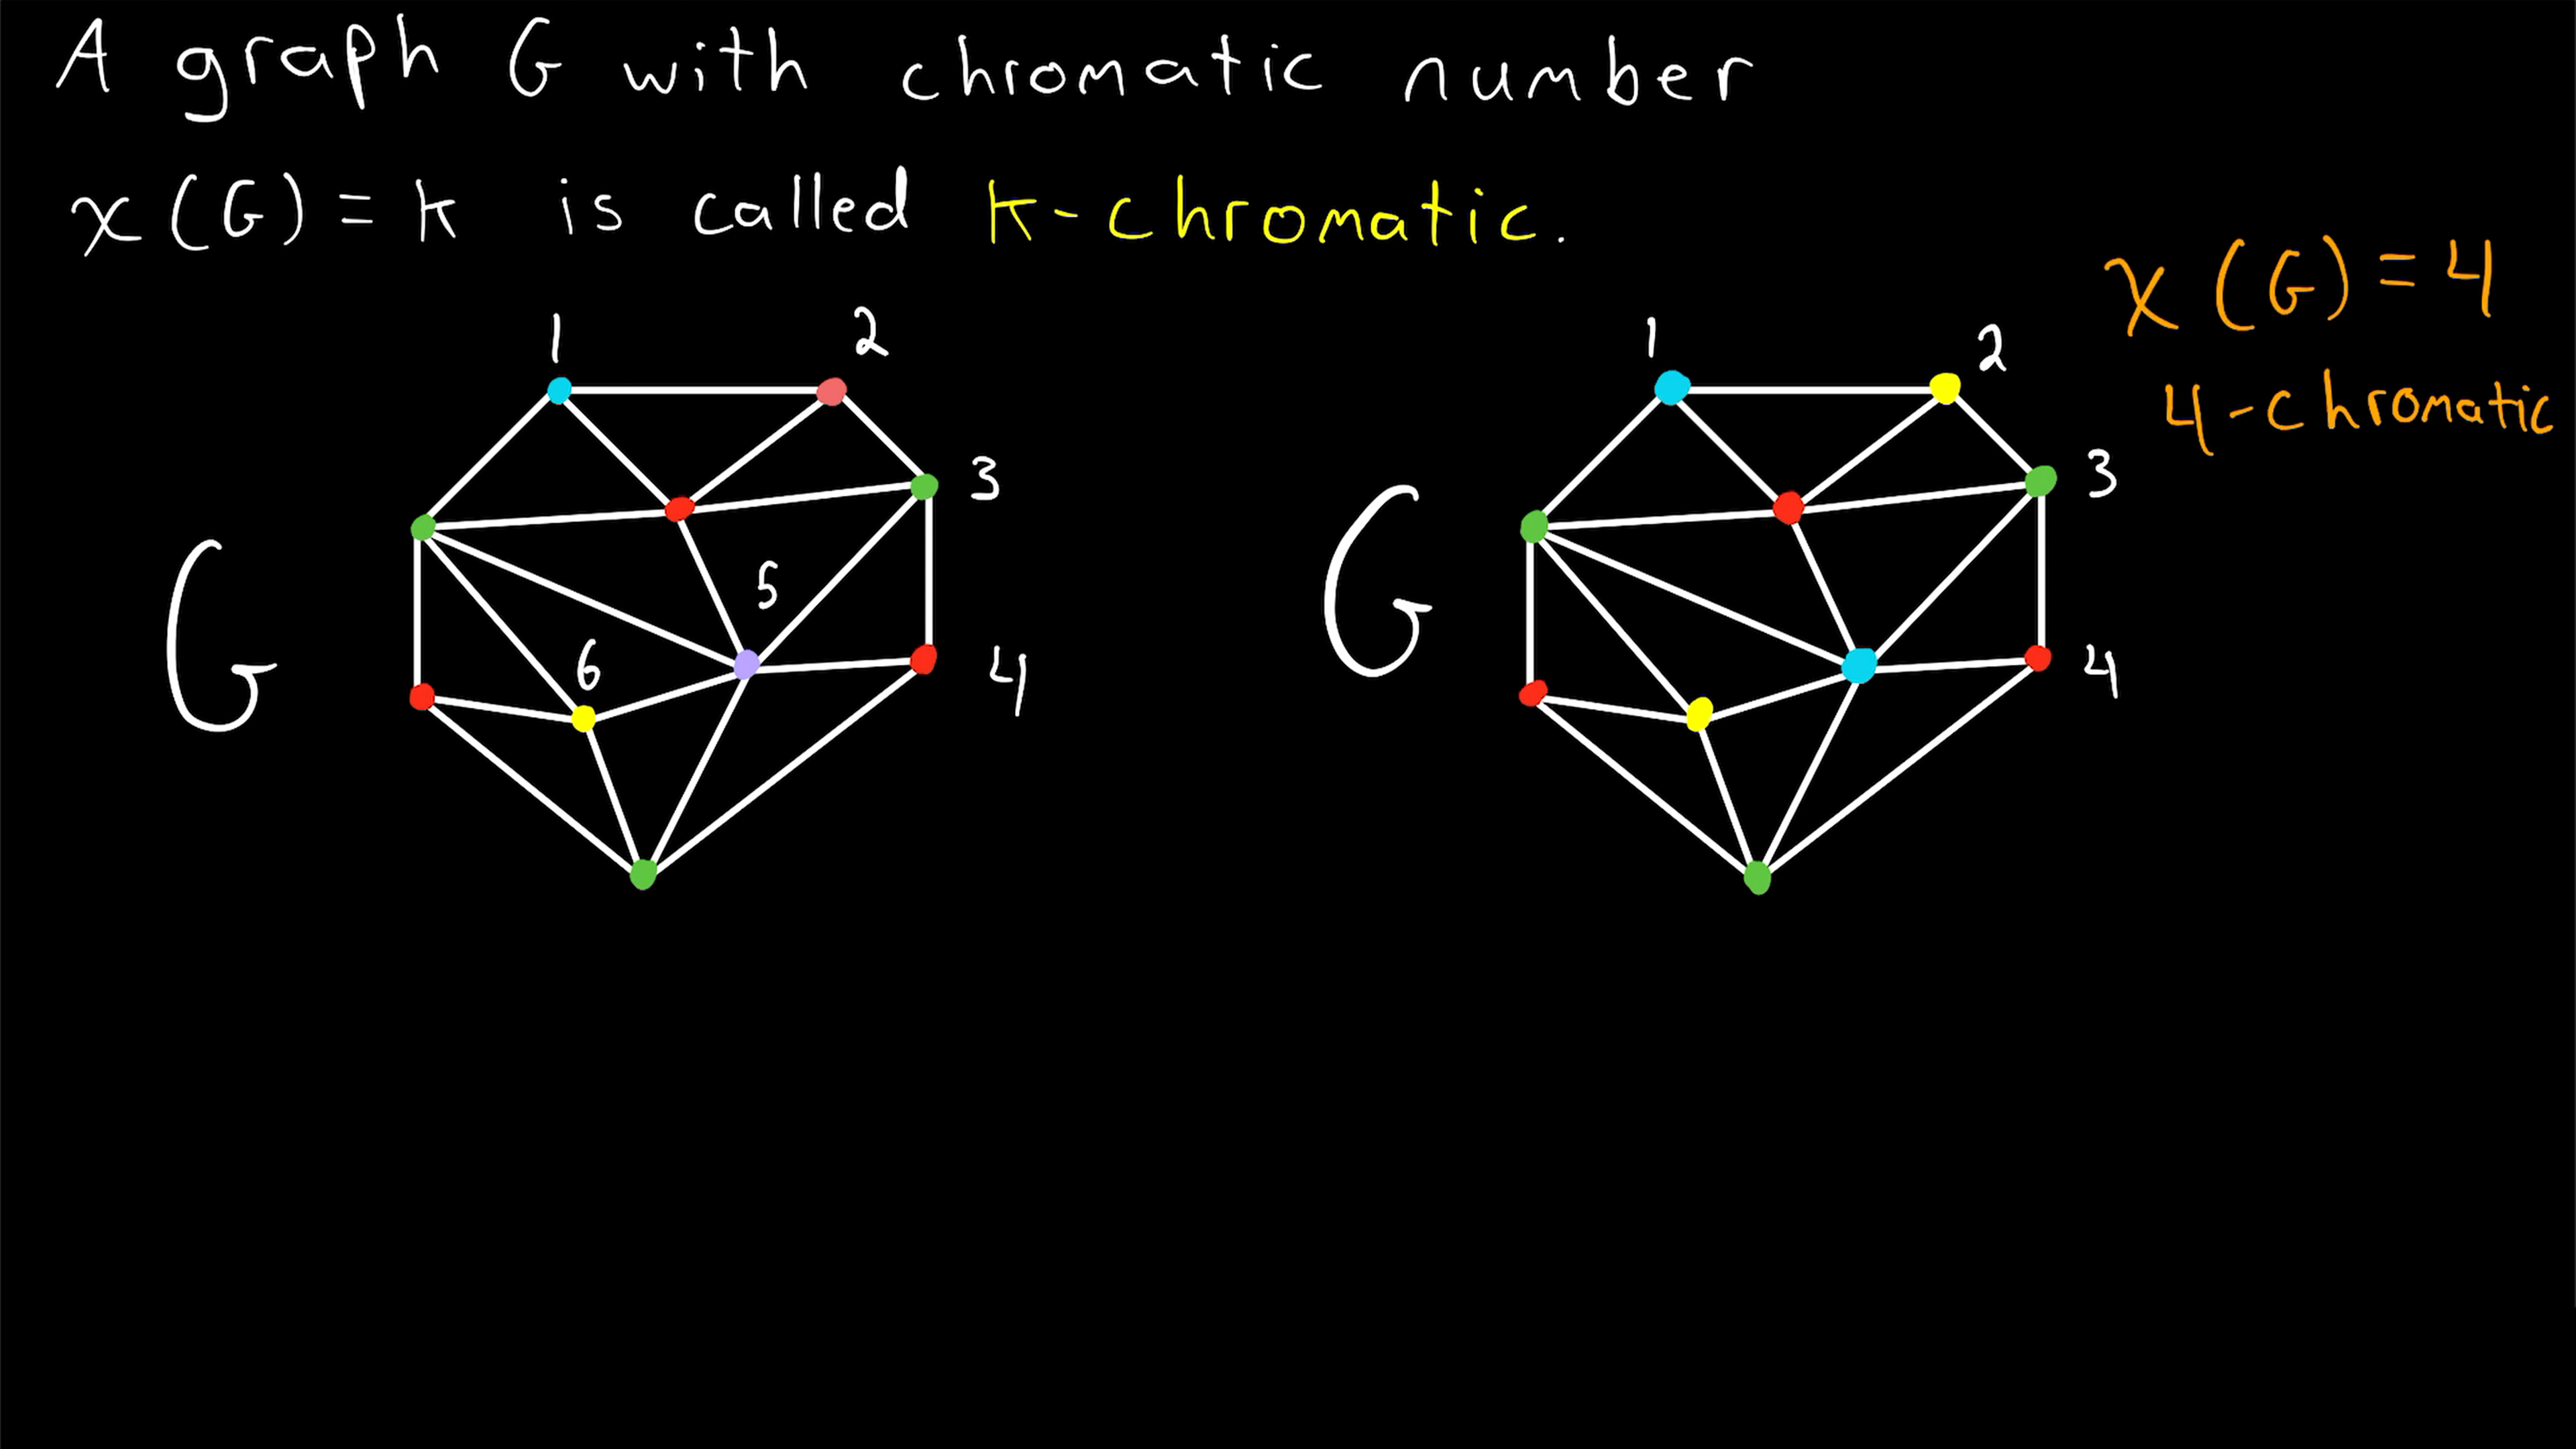 A graph G with chromatic number
χ(G) = k is called k-chromatic.
χ(G) = 4
4-chromatic
1 2
3
5
6
4
G
1 2
3
4
G